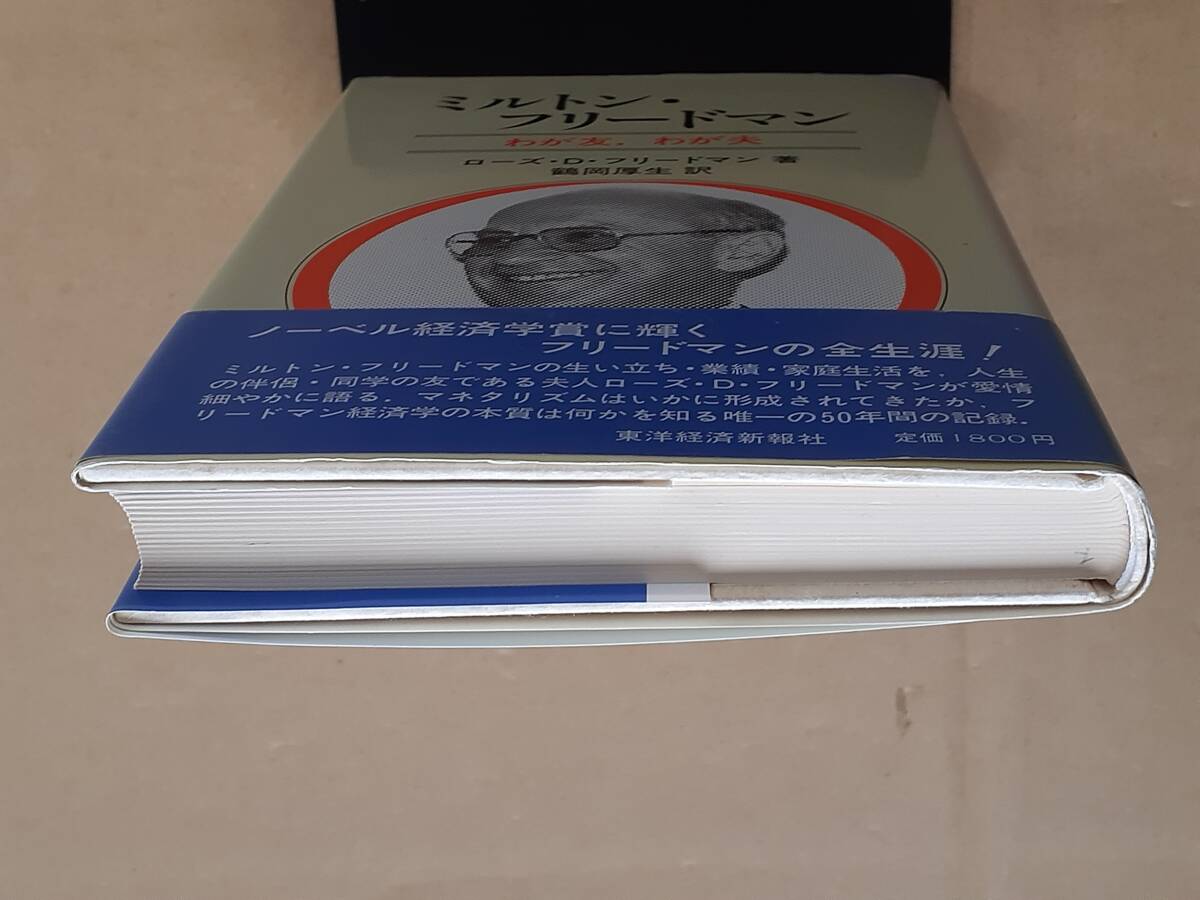 ミルトン・
フリードマン
わが友，わが夫
ローズ・D・フリードマン 著
鶴岡厚生 訳
ノーベル経済学賞に輝く
フリードマンの全生涯！
ミルトン・フリードマンの生い立ち・業績・家庭生活を，人生
の伴侶・同学の友である夫人ローズ・D・フリードマンが愛情
細やかに語る．マネタリズムはいかに形成されてきたか，フ
リードマン経済学の本質は何かを知る唯一の50年間の記録．
東洋経済新報社 定価1800円